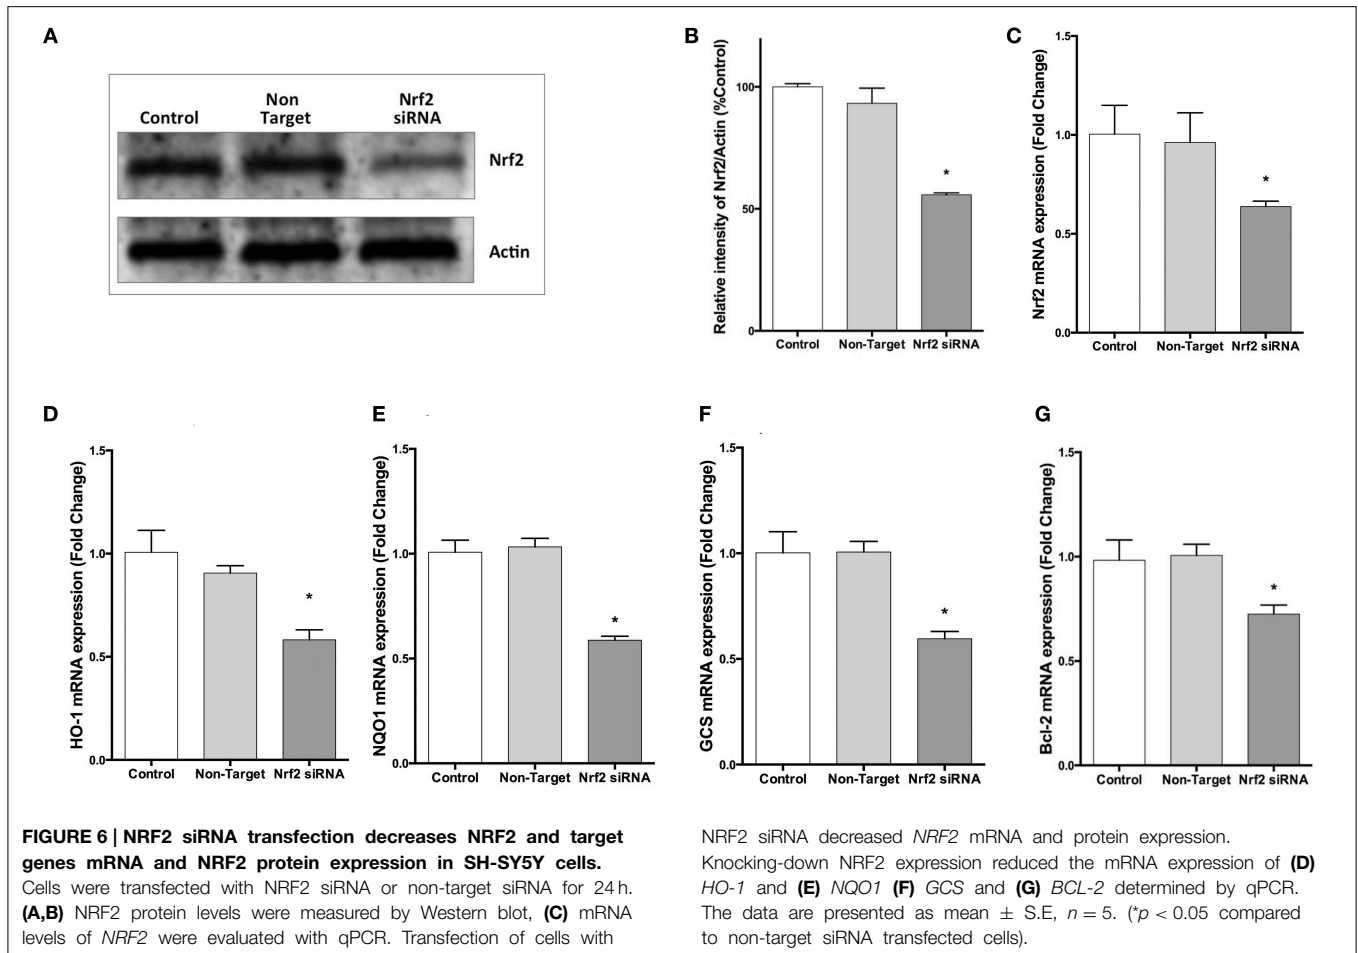 A
Control
Non
Target
Nrf2
siRNA
Nrf2
Actin
B
Relative intensity of Nrf2/Actin (%Control)
100
50
0
*
Control Non-Target Nrf2 siRNA
C
Nrf2 mRNA expression (Fold Change)
1.5
1.0
0.5
0.0
*
Control Non-Target Nrf2 siRNA
D
HO-1 mRNA expression (Fold Change)
1.5
1.0
0.5
0.0
*
Control Non-Target Nrf2 siRNA
E
NQO1 mRNA expression (Fold Change)
1.5
1.0
0.5
0.0
*
Control Non-Target Nrf2 siRNA
F
GCS mRNA expression (Fold Change)
1.5
1.0
0.5
0.0
*
Control Non-Target Nrf2 siRNA
G
Bcl-2 mRNA expression (Fold Change)
1.5
1.0
0.5
0.0
*
Control Non-Target Nrf2 siRNA
FIGURE 6 | NRF2 siRNA transfection decreases NRF2 and target
genes mRNA and NRF2 protein expression in SH-SY5Y cells.
Cells were transfected with NRF2 siRNA or non-target siRNA for 24 h.
(A,B) NRF2 protein levels were measured by Western blot, (C) mRNA
levels of NRF2 were evaluated with qPCR. Transfection of cells with
NRF2 siRNA decreased NRF2 mRNA and protein expression.
Knocking-down NRF2 expression reduced the mRNA expression of (D)
HO-1 and (E) NQO1 (F) GCS and (G) BCL-2 determined by qPCR.
The data are presented as mean ± S.E, n = 5. (*p < 0.05 compared
to non-target siRNA transfected cells).